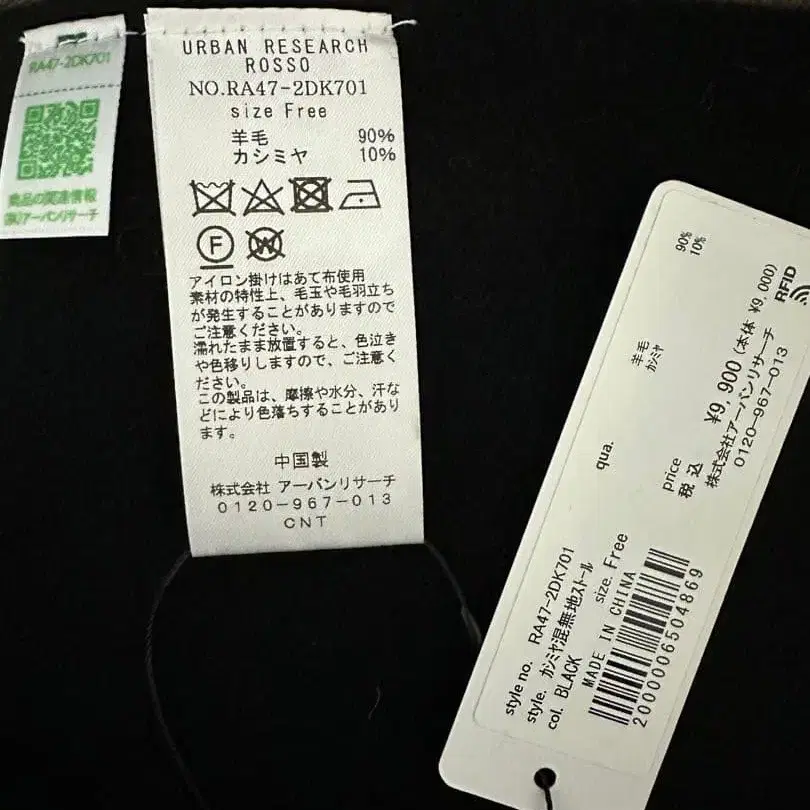 RA47-2DK701
商品の関連情報
(株)アーバンリサーチ
URBAN RESEARCH
ROSSO
NO.RA47-2DK701
size Free
羊毛 90%
カシミヤ 10%
F
W
アイロン掛けはあて布使用
素材の特性上、毛玉や毛羽立ち
が発生することがありますので
ご注意ください。
濡れたまま放置すると、色泣き
や色移りしますので、ご注意く
ださい。
この製品は、摩擦や水分、汗な
どにより色落ちすることがあり
ます。
中国製
株式会社 アーバンリサーチ
0120-967-013
CNT
style no. RA47-2DK701
style. カシミヤ混無地ストール
col. BLACK size. Free
MADE IN CHINA
2000006504869
qua.
羊毛 90%
カシミヤ 10%
price
税込 ¥9,900(本体 ¥9,000)
株式会社アーバンリサーチ
0120-967-013
RFID